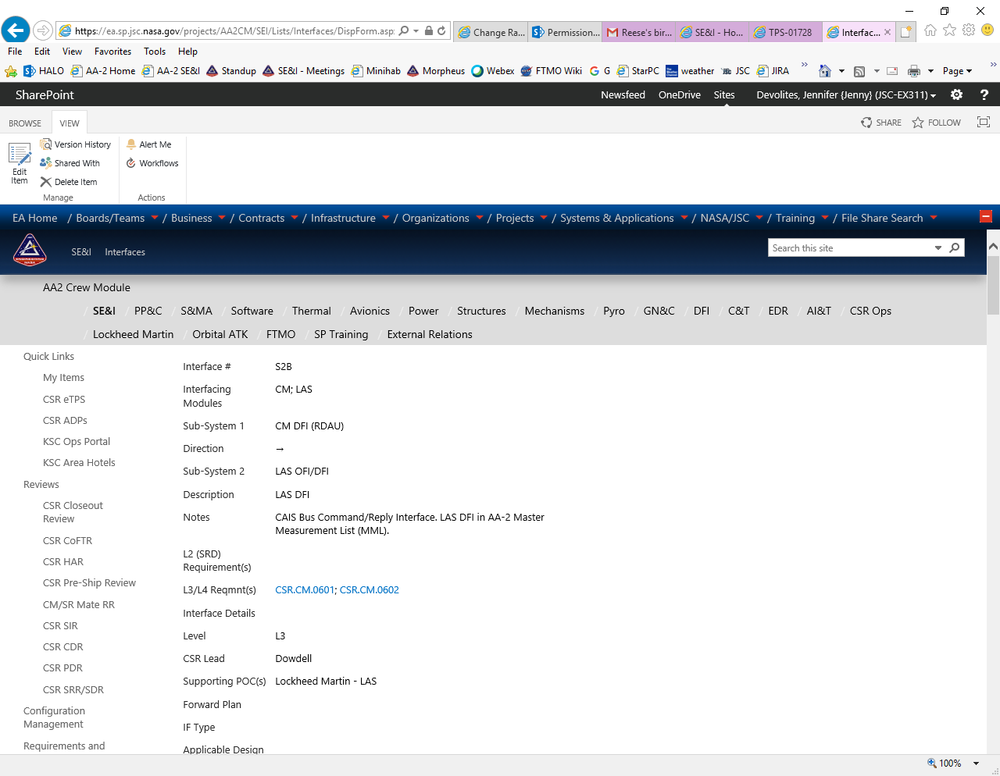 https://ea.sp.jsc.nasa.gov/projects/AA2CM/SEI/Lists/Interfaces/DispForm.asp
Change Ra... Permission... Reese's bir... SE&I - Ho... TPS-01728 Interfac...
File Edit View Favorites Tools Help
HALO AA-2 Home AA-2 SE&I Standup SE&I - Meetings Minihab Morpheus Webex FTMO Wiki G StarPC weather JSC JIRA » Page »
SharePoint Newsfeed OneDrive Sites Devolites, Jennifer {Jenny} (JSC-EX311) ?
BROWSE VIEW SHARE FOLLOW
Edit Item
Version History
Shared With
Delete Item
Manage
Alert Me
Workflows
Actions
EA Home / Boards/Teams / Business / Contracts / Infrastructure / Organizations / Projects / Systems & Applications / NASA/JSC / Training / File Share Search
SE&I Interfaces Search this site
AA2 Crew Module
/ SE&I / PP&C / S&MA / Software / Thermal / Avionics / Power / Structures / Mechanisms / Pyro / GN&C / DFI / C&T / EDR / AI&T / CSR Ops
/ Lockheed Martin / Orbital ATK / FTMO / SP Training / External Relations
Quick Links
My Items
CSR eTPS
CSR ADPs
KSC Ops Portal
KSC Area Hotels
Reviews
CSR Closeout
Review
CSR CoFTR
CSR HAR
CSR Pre-Ship Review
CM/SR Mate RR
CSR SIR
CSR CDR
CSR PDR
CSR SRR/SDR
Configuration
Management
Requirements and
Interface # S2B
Interfacing
Modules CM; LAS
Sub-System 1 CM DFI (RDAU)
Direction →
Sub-System 2 LAS OFI/DFI
Description LAS DFI
Notes CAIS Bus Command/Reply Interface. LAS DFI in AA-2 Master
Measurement List (MML).
L2 (SRD)
Requirement(s)
L3/L4 Reqmnt(s) CSR.CM.0601; CSR.CM.0602
Interface Details
Level L3
CSR Lead Dowdell
Supporting POC(s) Lockheed Martin - LAS
Forward Plan
IF Type
Applicable Design
100%